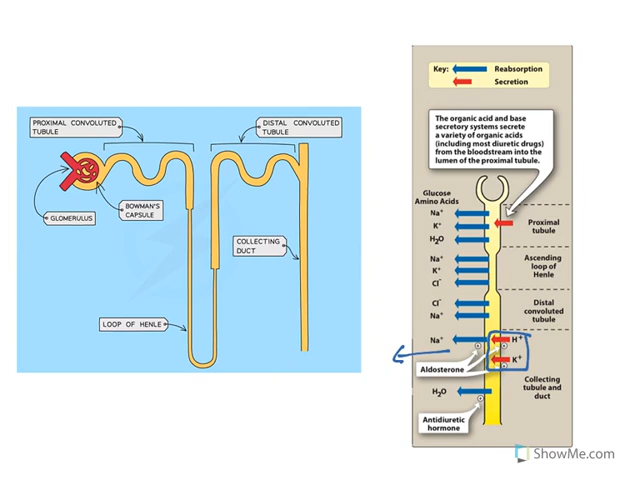 PROXIMAL CONVOLUTED
TUBULE
DISTAL CONVOLUTED
TUBULE
BOWMAN'S
CAPSULE
GLOMERULUS
COLLECTING
DUCT
LOOP OF HENLE
Key:
Reabsorption
Secretion
The organic acid and base
secretory systems secrete
a variety of organic acids
(including most diuretic drugs)
from the bloodstream into the
lumen of the proximal tubule.
Glucose
Amino Acids
Na⁺
K⁺
H₂O
Proximal
tubule
Na⁺
K⁺
Cl⁻
Ascending
loop of
Henle
Cl⁻
Na⁺
Distal
convoluted
tubule
Na⁺
H⁺
K⁺
Aldosterone
H₂O
Collecting
tubule and
duct
Antidiuretic
hormone
ShowMe.com